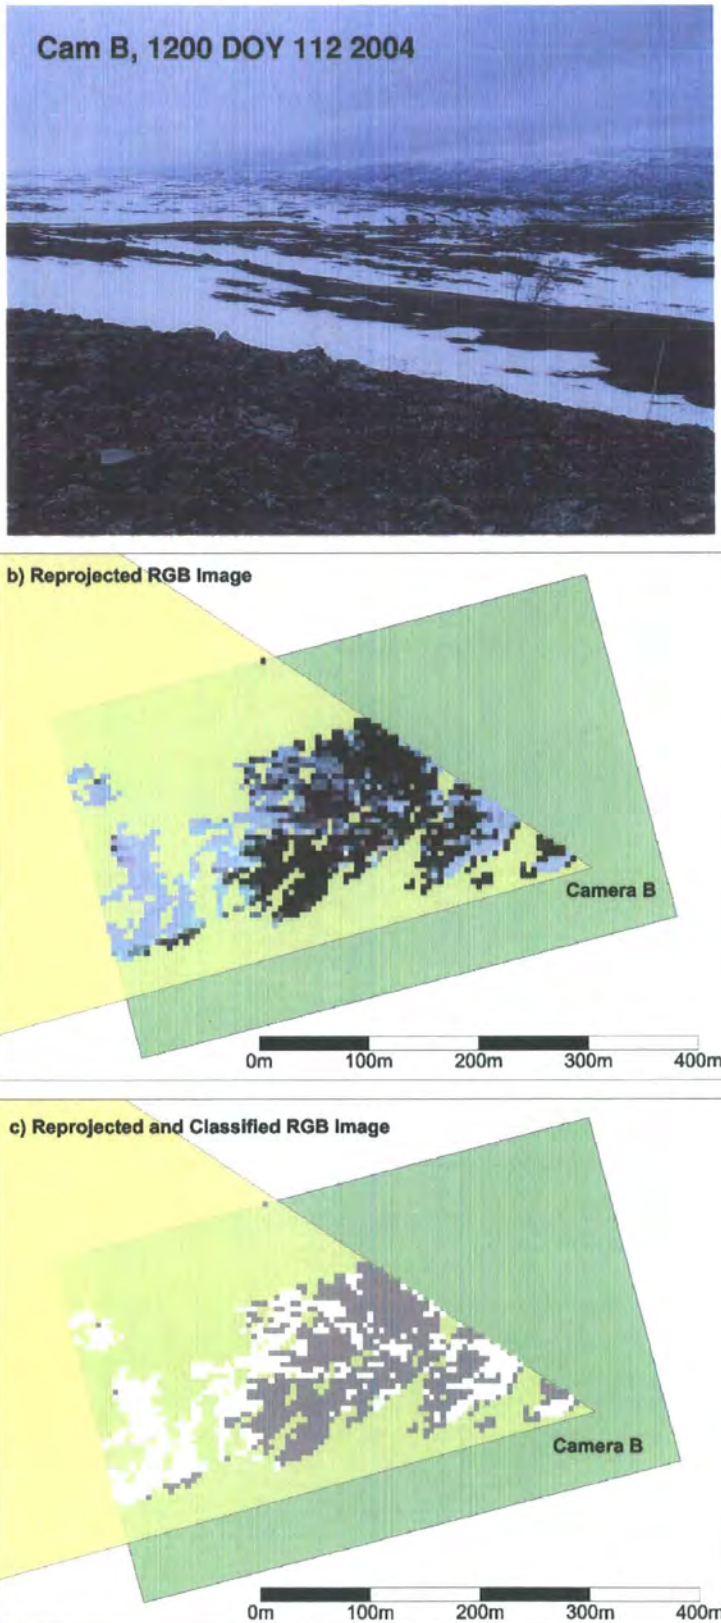 Cam B, 1200 DOY 112 2004
b) Reprojected RGB Image
Camera B
0m 100m 200m 300m 400m
c) Reprojected and Classified RGB Image
Camera B
0m 100m 200m 300m 400m